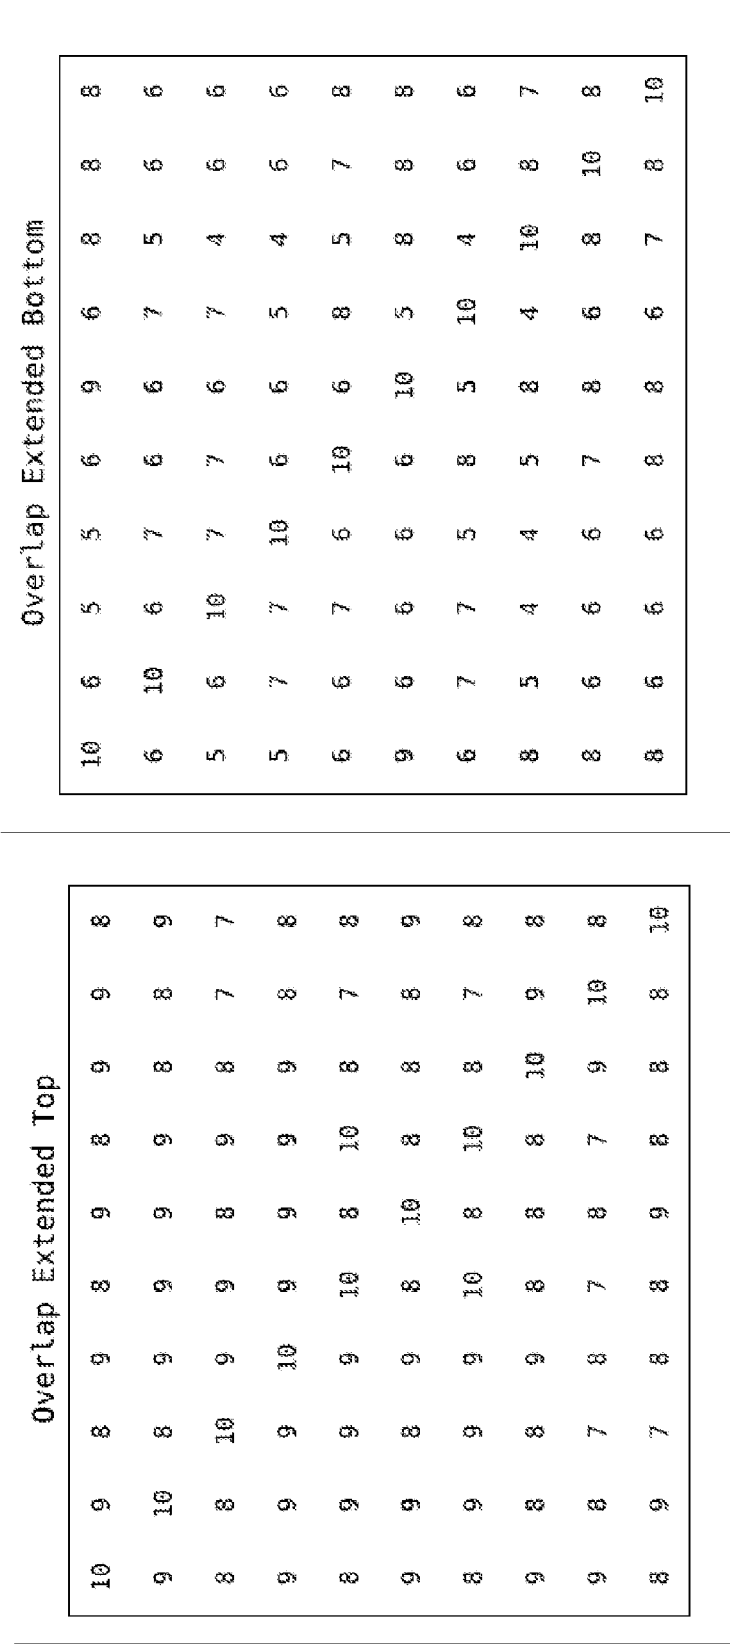 Overlap Extended Top
10 9 8 9 8 9 8 9 9 8
9 10 8 9 9 9 9 8 8 9
8 8 10 9 9 8 9 8 7 7
9 9 9 10 9 9 9 9 8 8
8 9 9 9 10 8 10 8 7 8
9 9 8 9 8 10 8 8 8 9
8 9 9 9 10 8 10 8 7 8
9 8 8 9 8 8 8 10 9 8
9 8 7 8 7 8 7 9 10 8
8 9 7 8 8 9 8 8 8 10
Overlap Extended Bottom
10 6 5 5 6 9 6 8 8 8
6 10 6 7 6 6 7 5 6 6
5 6 10 7 7 6 7 4 6 6
5 7 7 10 6 6 5 4 6 6
6 6 7 6 10 6 8 5 7 8
9 6 6 6 6 10 5 8 8 8
6 7 7 5 8 5 10 4 6 6
8 5 4 4 5 8 4 10 8 7
8 6 6 6 7 8 6 8 10 8
8 6 6 6 8 8 6 7 8 10